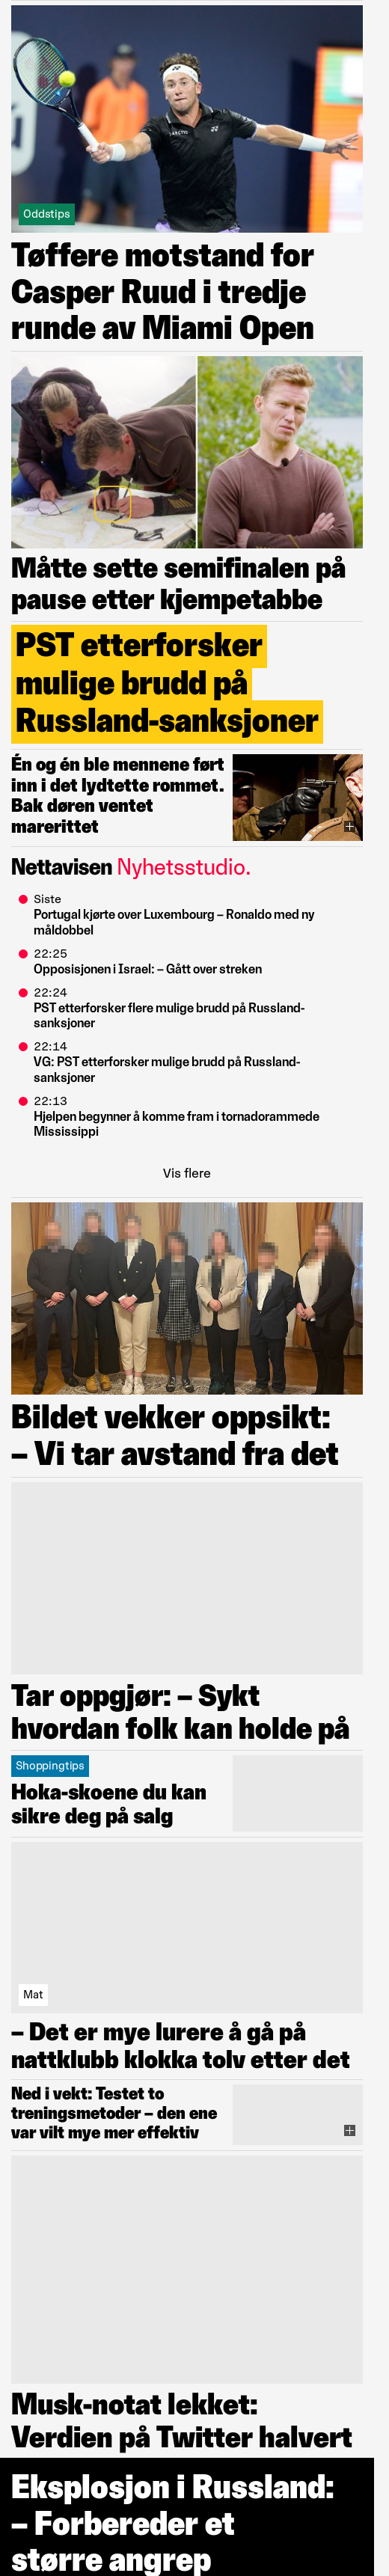 Oddstips
Tøffere motstand for
Casper Ruud i tredje
runde av Miami Open
Måtte sette semifinalen på
pause etter kjempetabbe
PST etterforsker
mulige brudd på
Russland-sanksjoner
Én og én ble mennene ført
inn i det lydtette rommet.
Bak døren ventet
marerittet
Nettavisen Nyhetsstudio.
Siste
Portugal kjørte over Luxembourg – Ronaldo med ny
måldobbel
22:25
Opposisjonen i Israel: – Gått over streken
22:24
PST etterforsker flere mulige brudd på Russland-
sanksjoner
22:14
VG: PST etterforsker mulige brudd på Russland-
sanksjoner
22:13
Hjelpen begynner å komme fram i tornadorammede
Mississippi
Vis flere
Bildet vekker oppsikt:
– Vi tar avstand fra det
Tar oppgjør: – Sykt
hvordan folk kan holde på
Shoppingtips
Hoka-skoene du kan
sikre deg på salg
Mat
– Det er mye lurere å gå på
nattklubb klokka tolv etter det
Ned i vekt: Testet to
treningsmetoder – den ene
var vilt mye mer effektiv
Musk-notat lekket:
Verdien på Twitter halvert
Eksplosjon i Russland:
– Forbereder et
større angrep